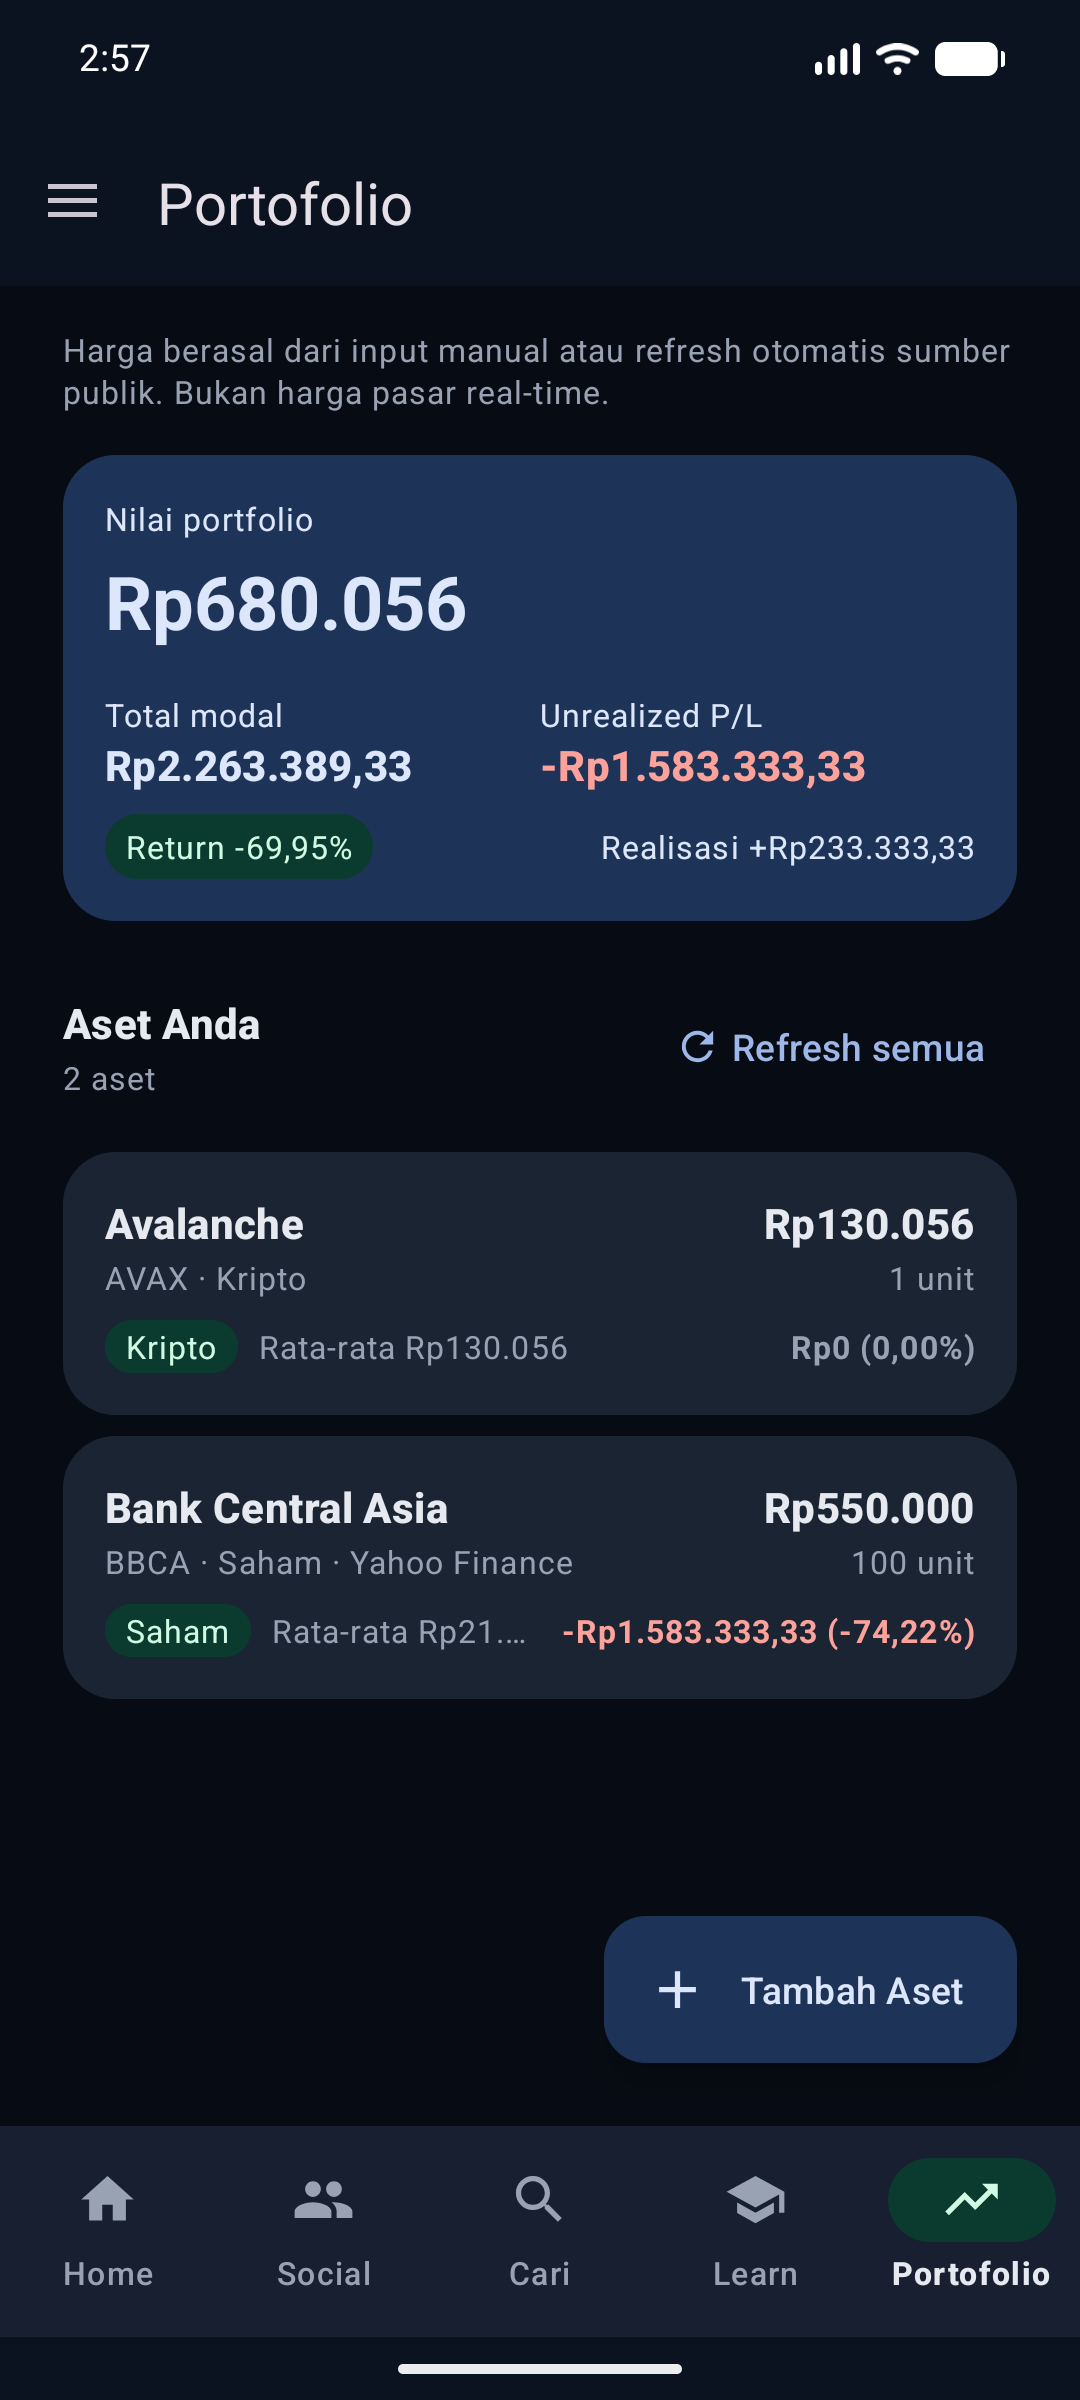 2:57
Portofolio
Harga berasal dari input manual atau refresh otomatis sumber
publik. Bukan harga pasar real-time.
Nilai portfolio
Rp680.056
Total modal
Unrealized P/L
Rp2.263.389,33
-Rp1.583.333,33
Return -69,95%
Realisasi +Rp233.333,33
Aset Anda
2 aset
Refresh semua
Avalanche
Rp130.056
AVAX · Kripto
1 unit
Kripto
Rata-rata Rp130.056
Rp0 (0,00%)
Bank Central Asia
Rp550.000
BBCA · Saham · Yahoo Finance
100 unit
Saham
Rata-rata Rp21....
-Rp1.583.333,33 (-74,22%)
Tambah Aset
Home
Social
Cari
Learn
Portofolio